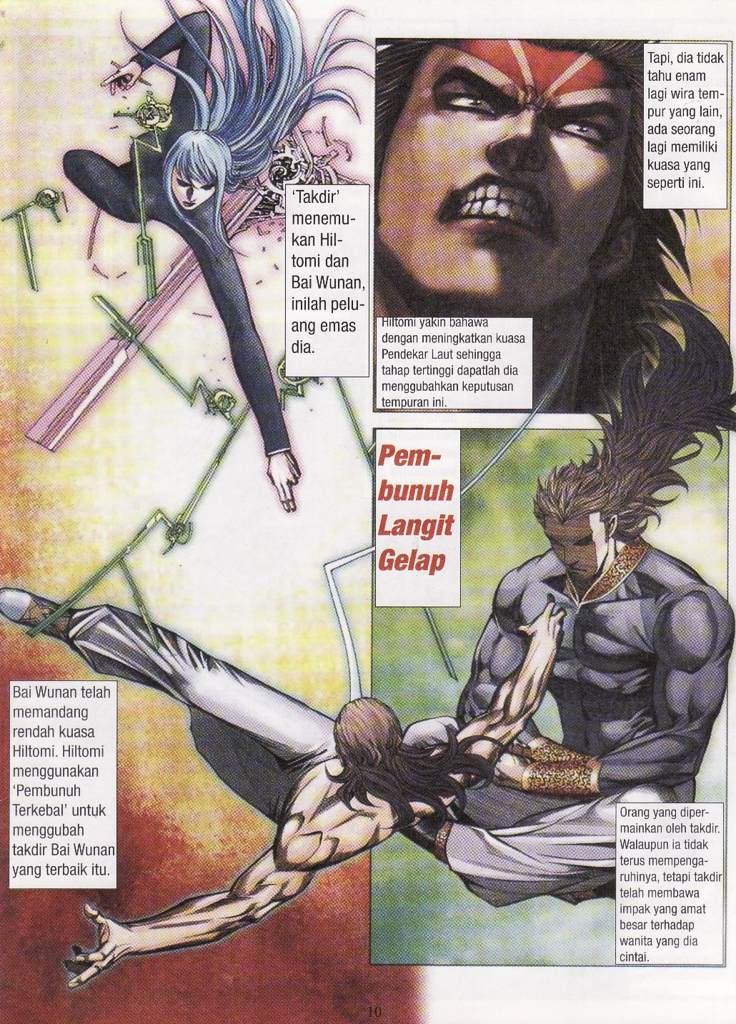 'Takdir'
menemu-
kan Hil-
tomi dan
Bai Wunan,
inilah pelu-
ang emas
dia.
Tapi, dia tidak
tahu enam
lagi wira tem-
pur yang lain,
ada seorang
lagi memiliki
kuasa yang
seperti ini.
Hiltomi yakin bahawa
dengan meningkatkan kuasa
Pendekar Laut sehingga
tahap tertinggi dapatlah dia
menggubahkan keputusan
tempuran ini.
Pem-
bunuh
Langit
Gelap
Bai Wunan telah
memandang
rendah kuasa
Hiltomi. Hiltomi
menggunakan
'Pembunuh
Terkebal' untuk
menggubah
takdir Bai Wunan
yang terbaik itu.
Orang yang diper-
mainkan oleh takdir.
Walaupun ia tidak
terus mempenga-
ruhinya, tetapi takdir
telah membawa
impak yang amat
besar terhadap
wanita yang dia
cintai.
10